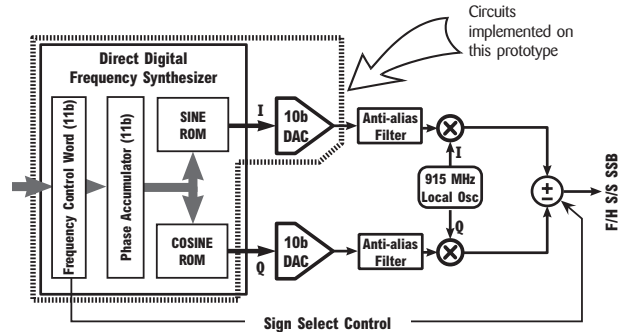 Circuits
implemented on
this prototype
Direct Digital
Frequency Synthesizer
Frequency Control Word (11b)
Phase Accumulator (11b)
SINE
ROM
I
10b
DAC
Anti-alias
Filter
I
915 MHz
Local Osc
Q
±
F/H S/S SSB
COSINE
ROM
Q
10b
DAC
Anti-alias
Filter
Sign Select Control